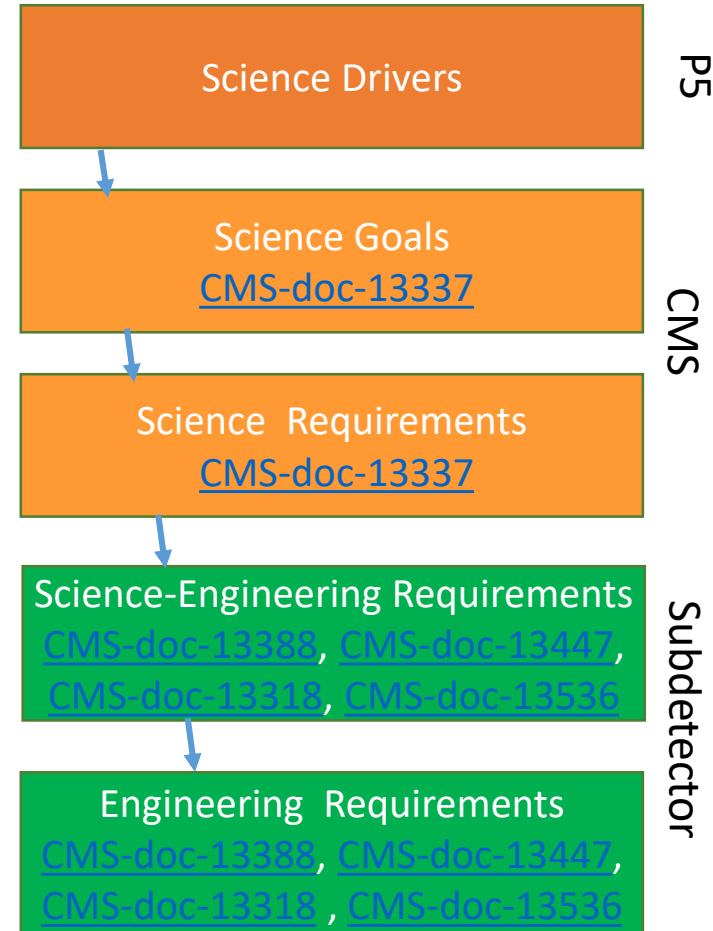 Science Drivers
P5
Science Goals
CMS-doc-13337
CMS
Science Requirements
CMS-doc-13337
Science-Engineering Requirements
CMS-doc-13388, CMS-doc-13447,
CMS-doc-13318, CMS-doc-13536
Subdetector
Engineering Requirements
CMS-doc-13388, CMS-doc-13447,
CMS-doc-13318 , CMS-doc-13536